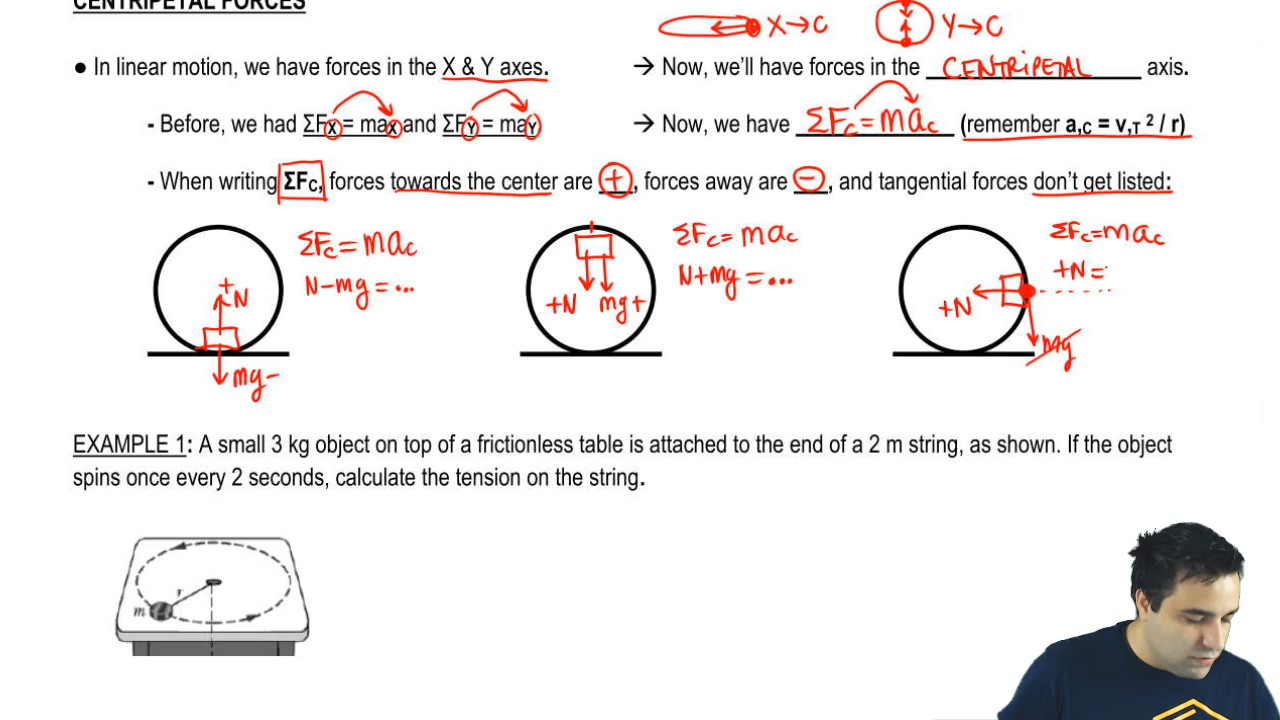 CENTRIPETAL FORCES
X→C Y→C
● In linear motion, we have forces in the X & Y axes. → Now, we'll have forces in the CENTRIPETAL axis.
- Before, we had ΣFX = maX and ΣFY = maY → Now, we have ΣFc = mac (remember a,C = v,T ² / r)
- When writing ΣFC, forces towards the center are +, forces away are –, and tangential forces don't get listed:
ΣFc = mac ΣFc = mac ΣFc = mac
+N N–mg = ... N+mg = ... +N =
+N mg+ +N
mg– mg
EXAMPLE 1: A small 3 kg object on top of a frictionless table is attached to the end of a 2 m string, as shown. If the object
spins once every 2 seconds, calculate the tension on the string.
r
m